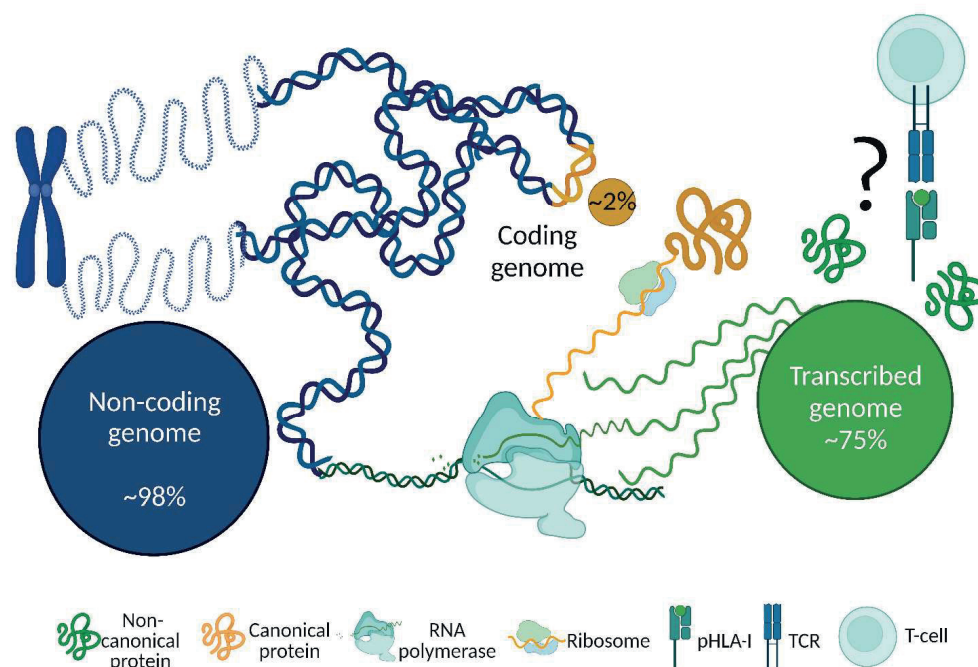 ~2%
Coding
genome
?
Non-coding
genome
~98%
Transcribed
genome
~75%
Non-
canonical
protein
Canonical
protein
RNA
polymerase
Ribosome
pHLA-I
TCR
T-cell